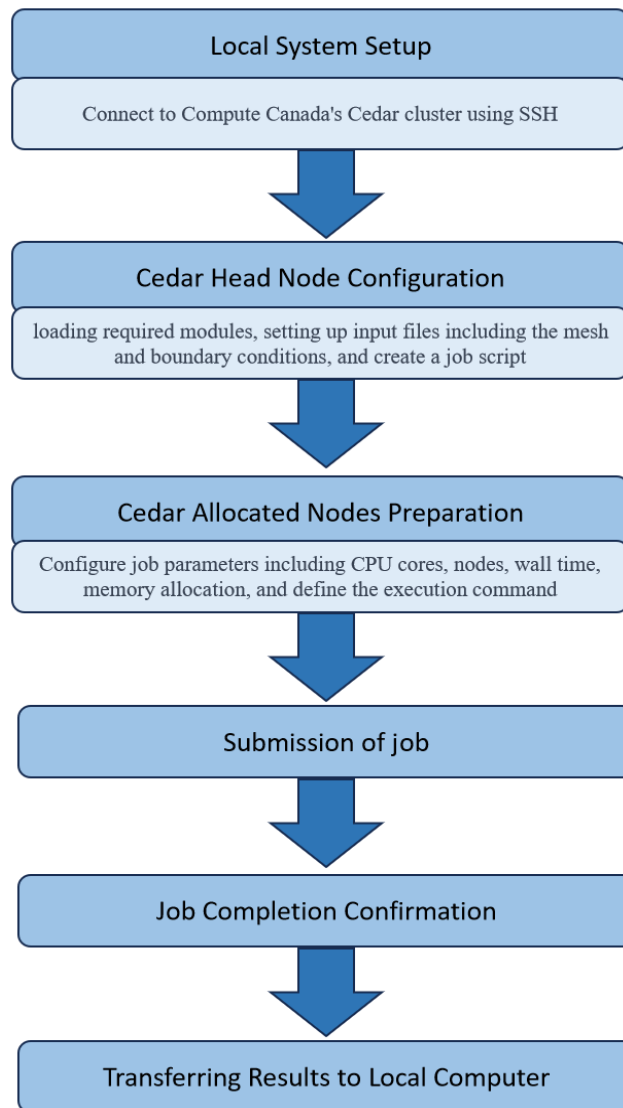 Local System Setup
Connect to Compute Canada's Cedar cluster using SSH
Cedar Head Node Configuration
loading required modules, setting up input files including the mesh
and boundary conditions, and create a job script
Cedar Allocated Nodes Preparation
Configure job parameters including CPU cores, nodes, wall time,
memory allocation, and define the execution command
Submission of job
Job Completion Confirmation
Transferring Results to Local Computer